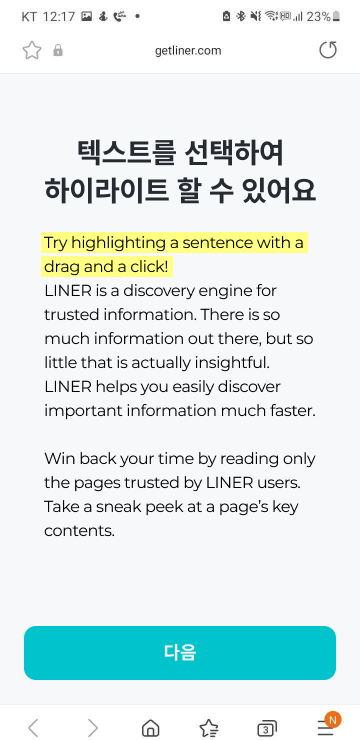 KT 12:17 23%
getliner.com
텍스트를 선택하여
하이라이트 할 수 있어요
Try highlighting a sentence with a
drag and a click!
LINER is a discovery engine for
trusted information. There is so
much information out there, but so
little that is actually insightful.
LINER helps you easily discover
important information much faster.
Win back your time by reading only
the pages trusted by LINER users.
Take a sneak peek at a page’s key
contents.
다음
3
N